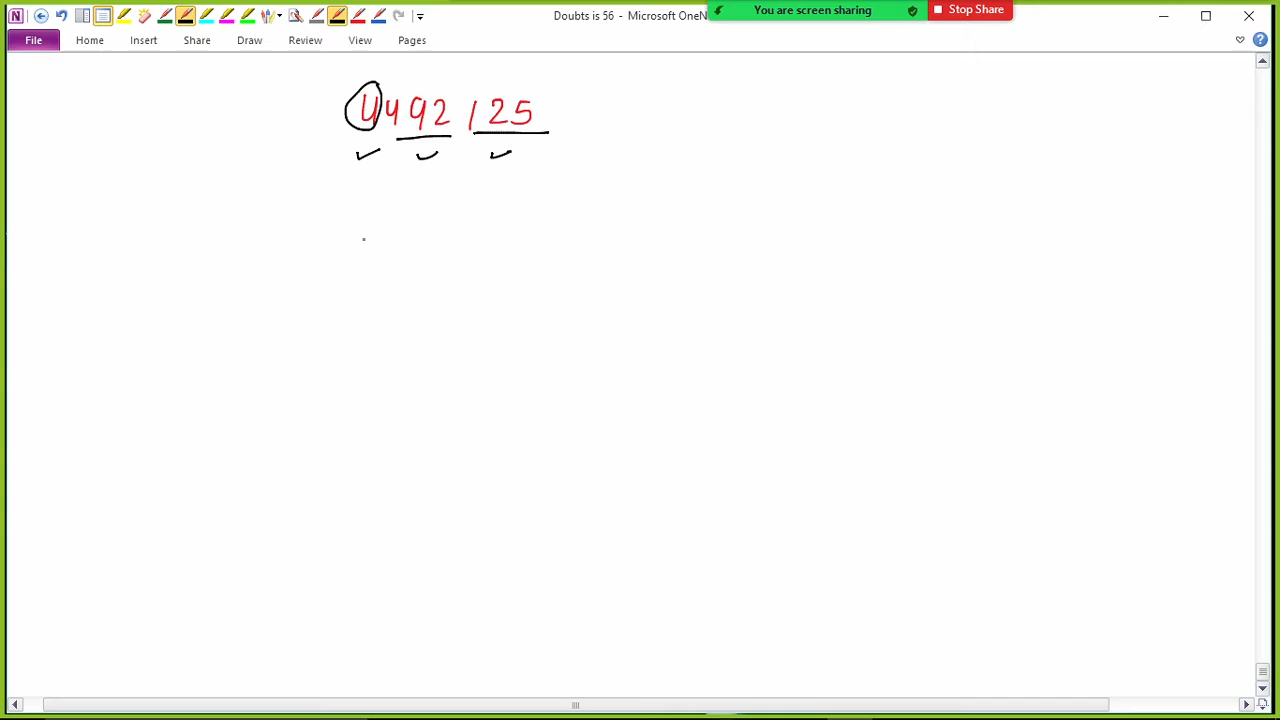 Doubts is 56 - Microsoft OneN
You are screen sharing
Stop Share
File Home Insert Share Draw Review View Pages
4492125